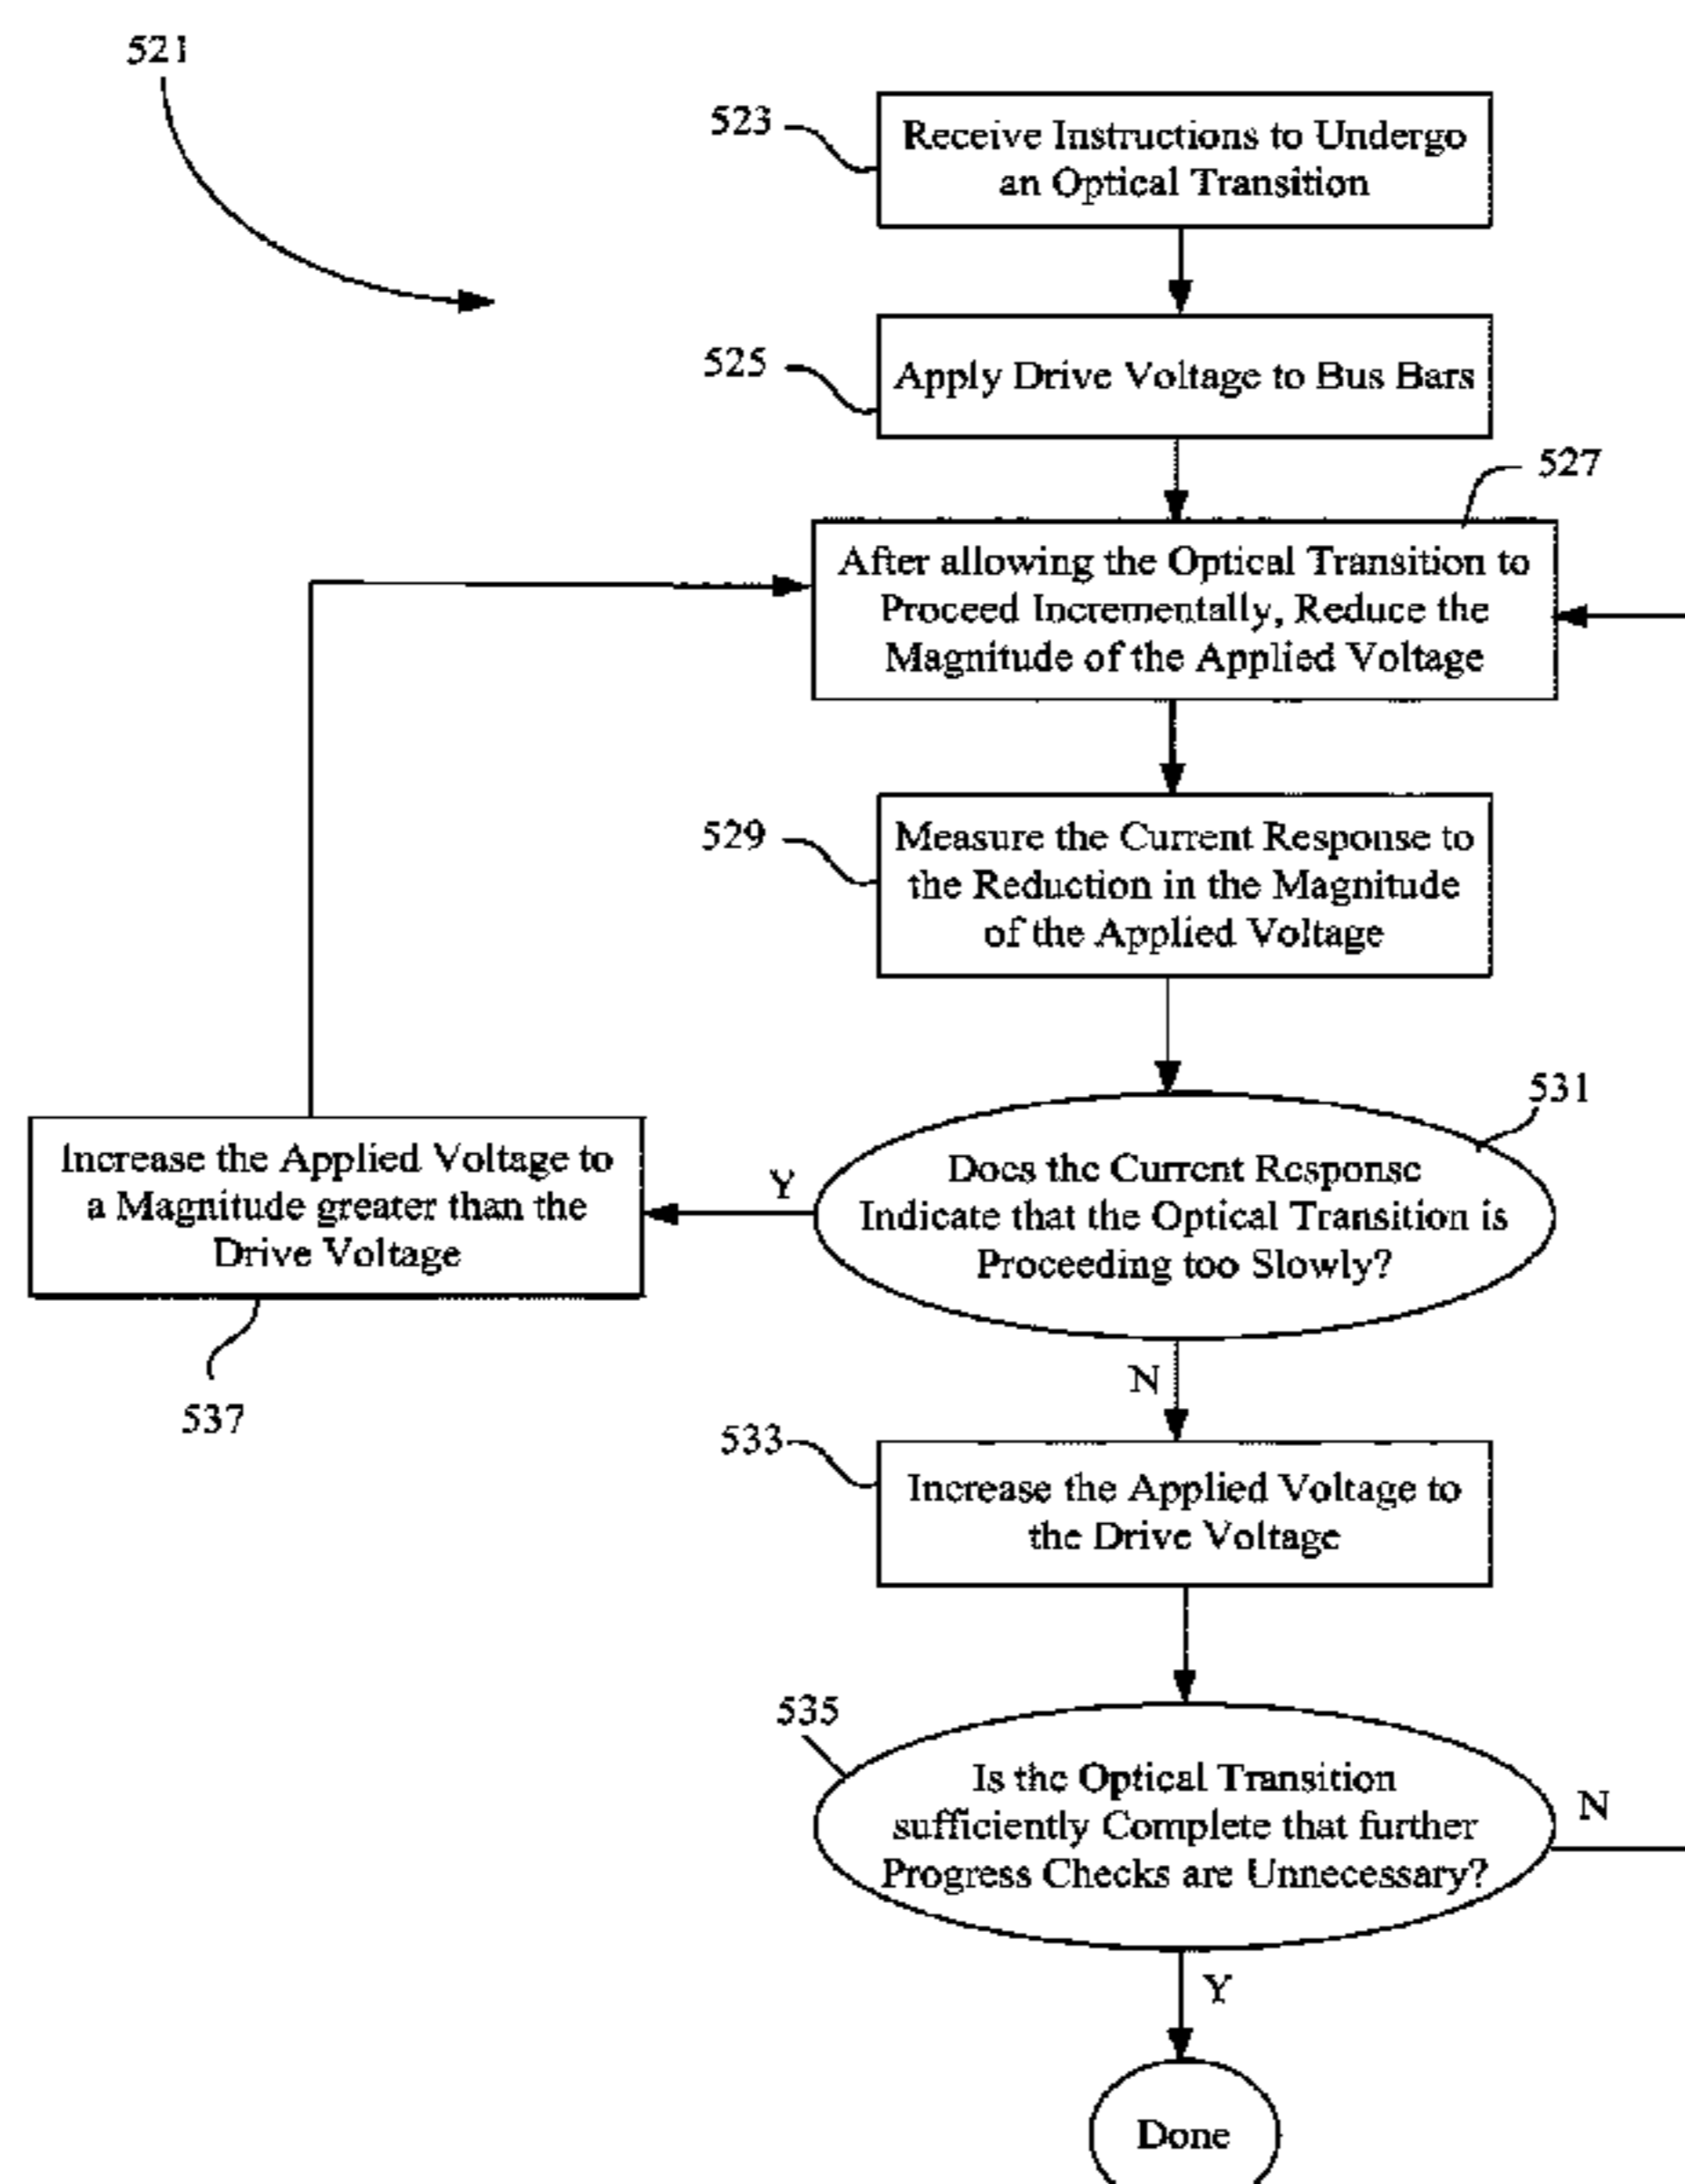 521
523
Receive Instructions to Undergo
an Optical Transition
525
Apply Drive Voltage to Bus Bars
527
After allowing the Optical Transition to
Proceed Incrementally, Reduce the
Magnitude of the Applied Voltage
529
Measure the Current Response to
the Reduction in the Magnitude
of the Applied Voltage
531
Does the Current Response
Indicate that the Optical Transition is
Proceeding too Slowly?
Y
Increase the Applied Voltage to
a Magnitude greater than the
Drive Voltage
537
N
533
Increase the Applied Voltage to
the Drive Voltage
535
Is the Optical Transition
sufficiently Complete that further
Progress Checks are Unnecessary?
N
Y
Done